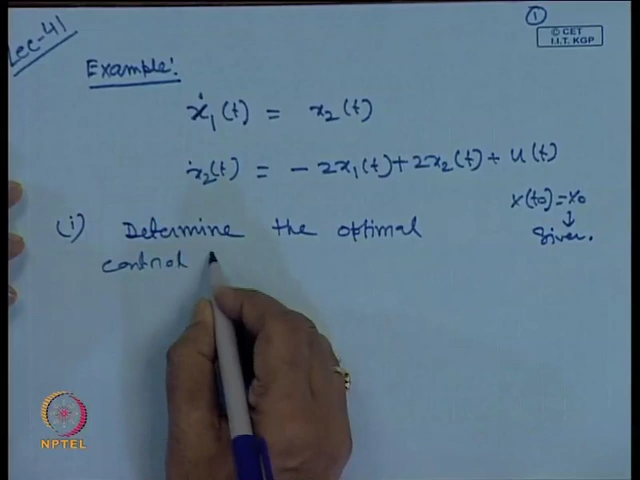 Lec-41
①
© CET
I.I.T. KGP
Example:
ẋ₁(t) = x₂(t)
ẋ₂(t) = - 2x₁(t) + 2x₂(t) + u(t)
x(t₀) = x₀
↓
Given.
(i) Determine the optimal
control
NPTEL